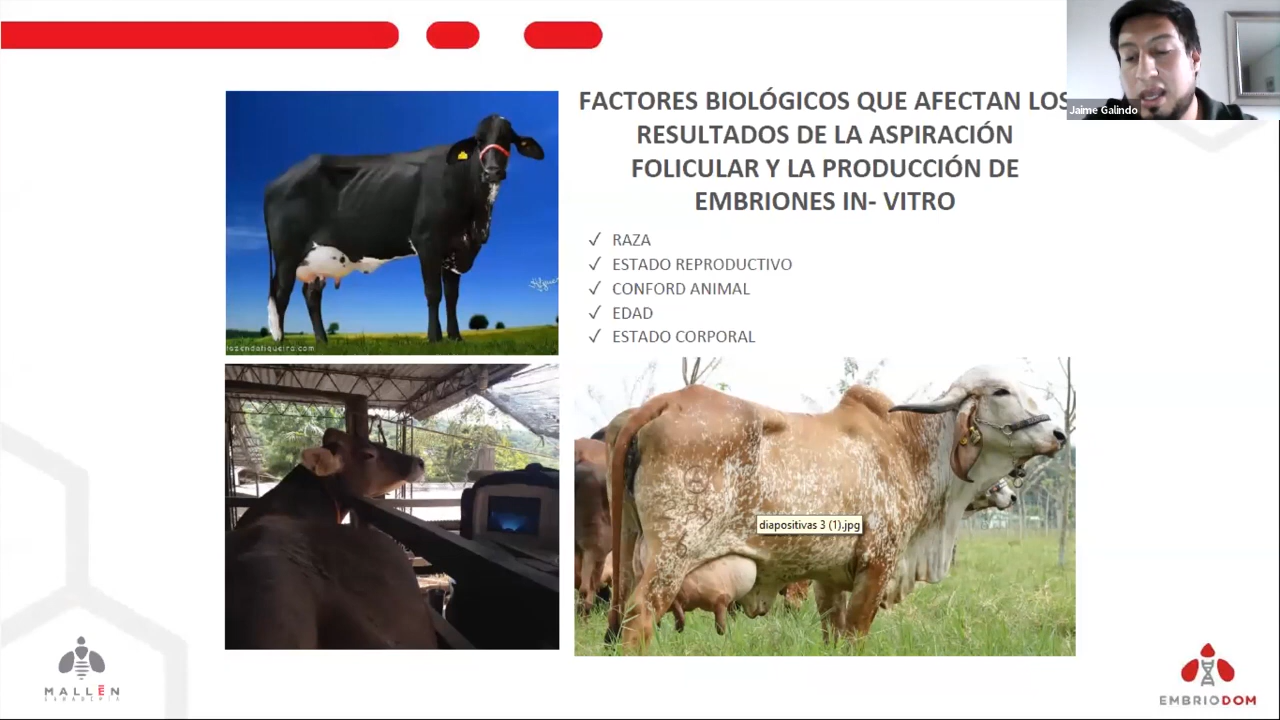 Jaime Galindo
FACTORES BIOLÓGICOS QUE AFECTAN LOS
RESULTADOS DE LA ASPIRACIÓN
FOLICULAR Y LA PRODUCCIÓN DE
EMBRIONES IN- VITRO
✓ RAZA
✓ ESTADO REPRODUCTIVO
✓ CONFORD ANIMAL
✓ EDAD
✓ ESTADO CORPORAL
diapositivas 3 (1).jpg
MALLĒN
EMBRIODOM